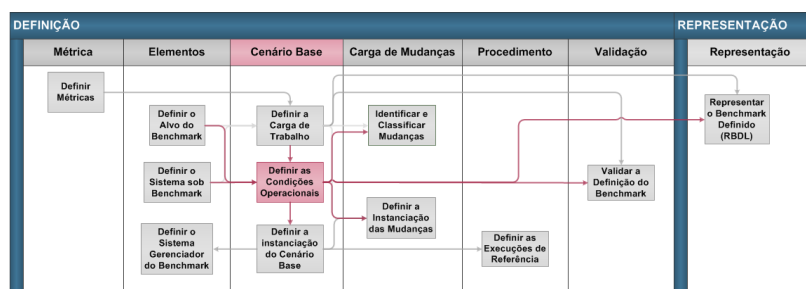 DEFINIÇÃO
REPRESENTAÇÃO
Métrica
Elementos
Cenário Base
Carga de Mudanças
Procedimento
Validação
Representação
Definir
Métricas
Definir o
Alvo do
Benchmark
Definir a
Carga de
Trabalho
Identificar e
Classificar
Mudanças
Representar
o Benchmark
Definido
(RBDL)
Definir o
Sistema sob
Benchmark
Definir as
Condições
Operacionais
Validar a
Definição do
Benchmark
Definir a
Instanciação
das Mudanças
Definir o
Sistema
Gerenciador
do Benchmark
Definir a
instanciação
do Cenário
Base
Definir as
Execuções de
Referência